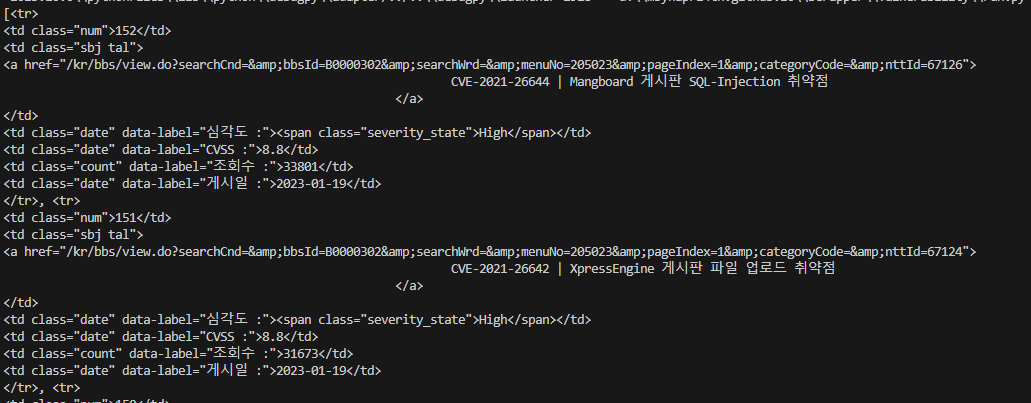 [<tr>
<td class="num">152</td>
<td class="sbj tal">
<a href="/kr/bbs/view.do?searchCnd=&amp;bbsId=B0000302&amp;searchWrd=&amp;menuNo=205023&amp;pageIndex=1&amp;categoryCode=&amp;nttId=67126">
CVE-2021-26644 | Mangboard 게시판 SQL-Injection 취약점
</a>
</td>
<td class="date" data-label="심각도 :"><span class="severity_state">High</span></td>
<td class="date" data-label="CVSS :">8.8</td>
<td class="count" data-label="조회수 :">33801</td>
<td class="date" data-label="게시일 :">2023-01-19</td>
</tr>, <tr>
<td class="num">151</td>
<td class="sbj tal">
<a href="/kr/bbs/view.do?searchCnd=&amp;bbsId=B0000302&amp;searchWrd=&amp;menuNo=205023&amp;pageIndex=1&amp;categoryCode=&amp;nttId=67124">
CVE-2021-26642 | XpressEngine 게시판 파일 업로드 취약점
</a>
</td>
<td class="date" data-label="심각도 :"><span class="severity_state">High</span></td>
<td class="date" data-label="CVSS :">8.8</td>
<td class="count" data-label="조회수 :">31673</td>
<td class="date" data-label="게시일 :">2023-01-19</td>
</tr>, <tr>